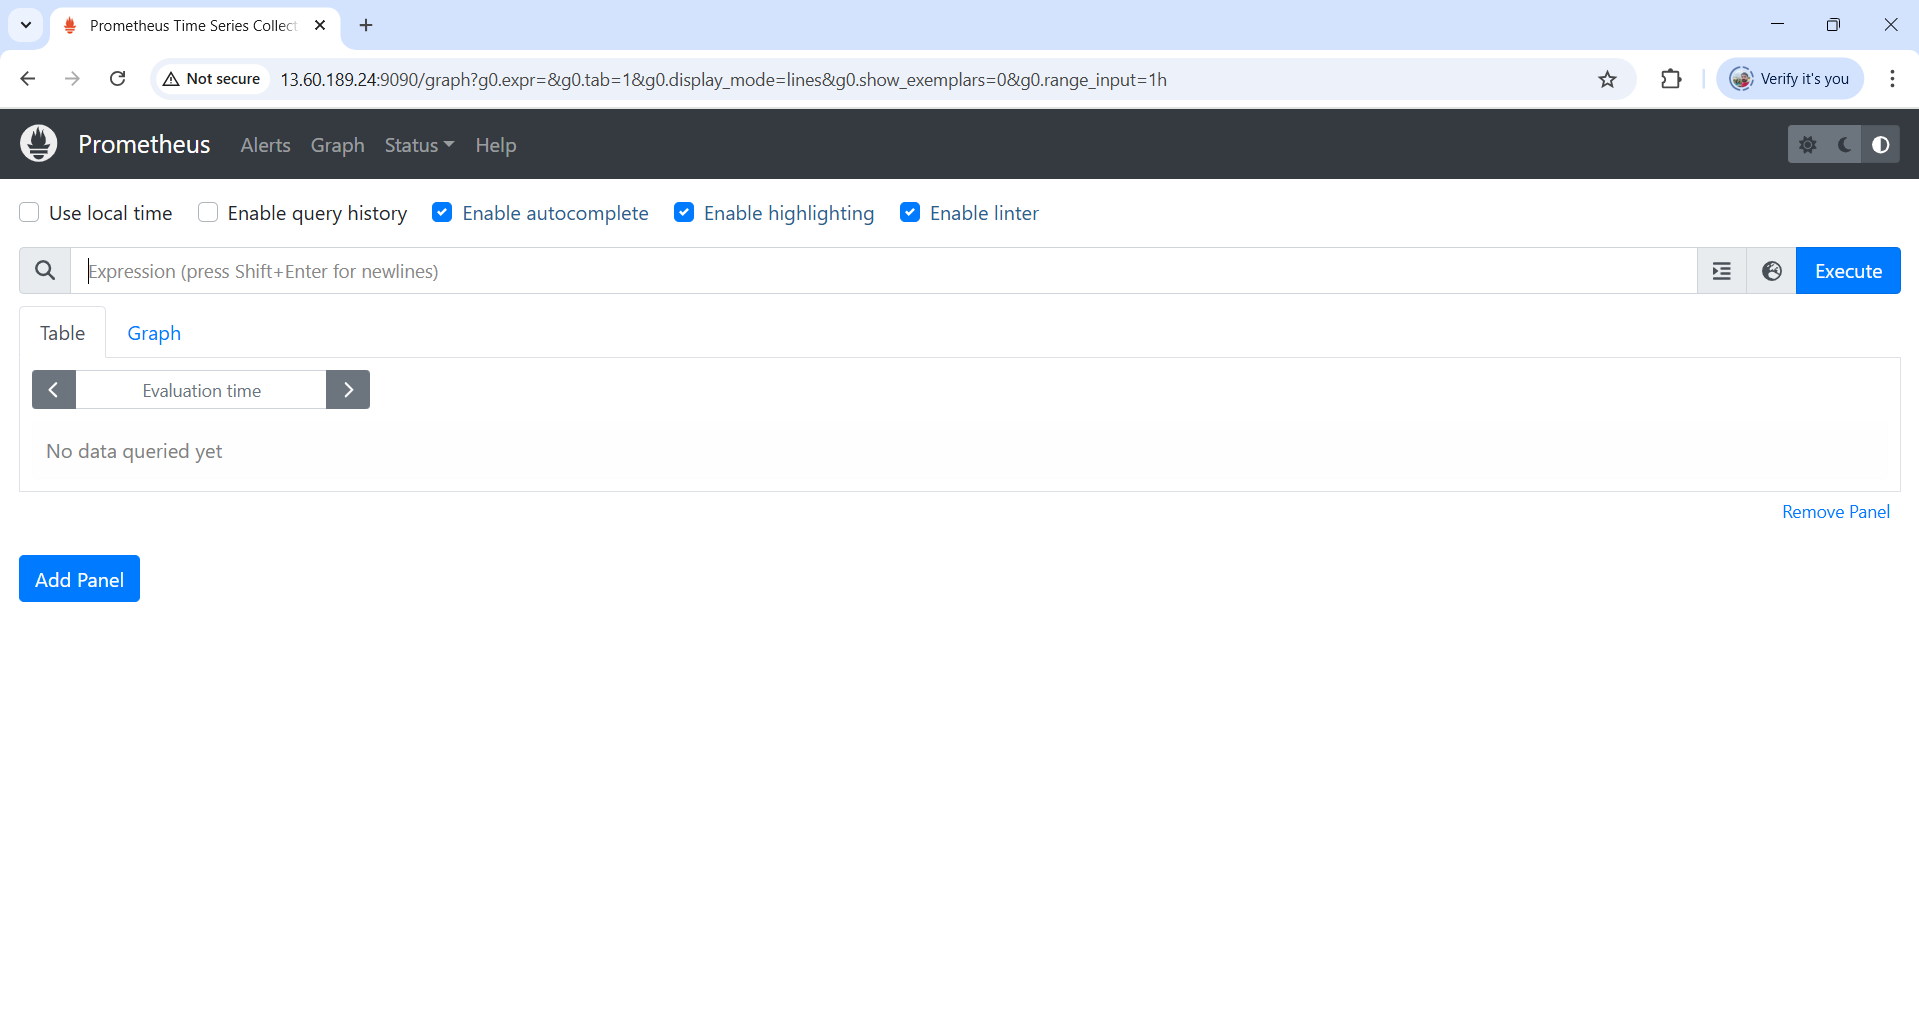 Prometheus Time Series Collect
Not secure 13.60.189.24:9090/graph?g0.expr=&g0.tab=1&g0.display_mode=lines&g0.show_exemplars=0&g0.range_input=1h Verify it's you
Prometheus Alerts Graph Status Help
Use local time Enable query history Enable autocomplete Enable highlighting Enable linter
Expression (press Shift+Enter for newlines) Execute
Table Graph
Evaluation time
No data queried yet
Remove Panel
Add Panel